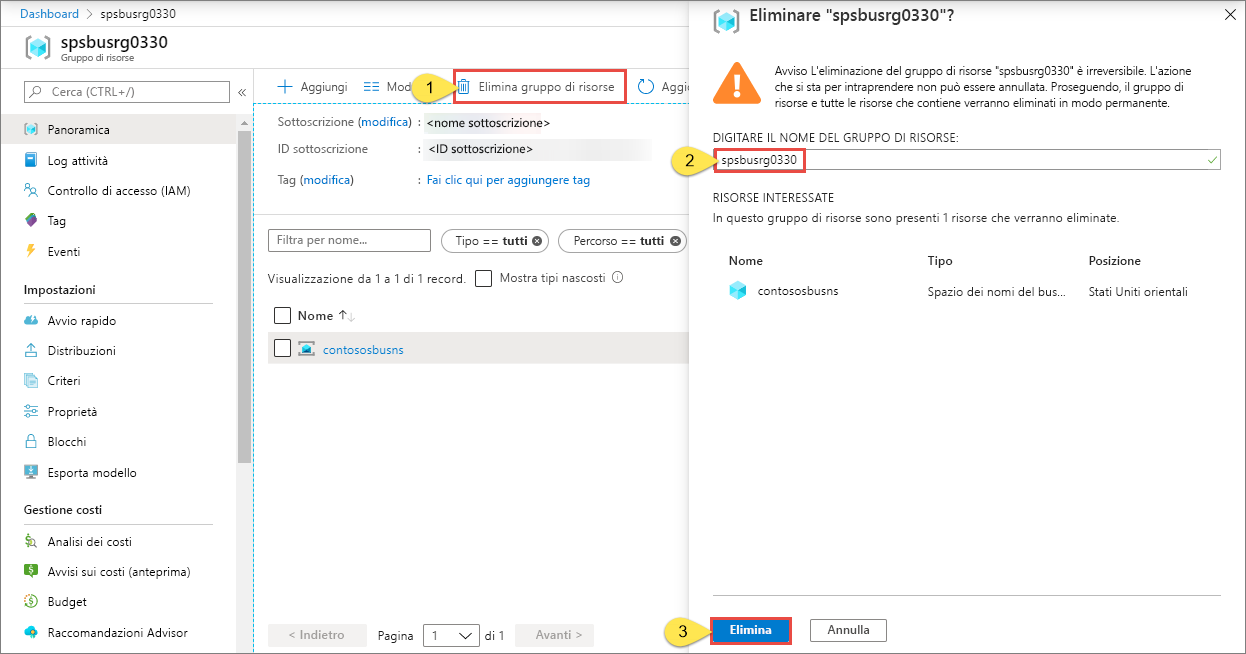 Dashboard > spsbusrg0330
spsbusrg0330
Gruppo di risorse
Cerca (CTRL+/)
«
Panoramica
Log attività
Controllo di accesso (IAM)
Tag
Eventi
Impostazioni
Avvio rapido
Distribuzioni
Criteri
Proprietà
Blocchi
Esporta modello
Gestione costi
Analisi dei costi
Avvisi sui costi (anteprima)
Budget
Raccomandazioni Advisor
Aggiungi
Mod
1
Elimina gruppo di risorse
Aggi
Sottoscrizione (modifica) : <nome sottoscrizione>
ID sottoscrizione : <ID sottoscrizione>
Tag (modifica) : Fai clic qui per aggiungere tag
Filtra per nome...
Tipo == tutti
Percorso == tutti
Visualizzazione da 1 a 1 di 1 record.
Mostra tipi nascosti
Nome ↑↓
contososbusns
< Indietro
Pagina 1 di 1
Avanti >
Eliminare "spsbusrg0330"?
Avviso L'eliminazione del gruppo di risorse "spsbusrg0330" è irreversibile. L'azione
che si sta per intraprendere non può essere annullata. Proseguendo, il gruppo di
risorse e tutte le risorse che contiene verranno eliminati in modo permanente.
DIGITARE IL NOME DEL GRUPPO DI RISORSE:
2
spsbusrg0330
RISORSE INTERESSATE
In questo gruppo di risorse sono presenti 1 risorse che verranno eliminate.
Nome Tipo Posizione
contososbusns Spazio dei nomi del bus... Stati Uniti orientali
3
Elimina
Annulla